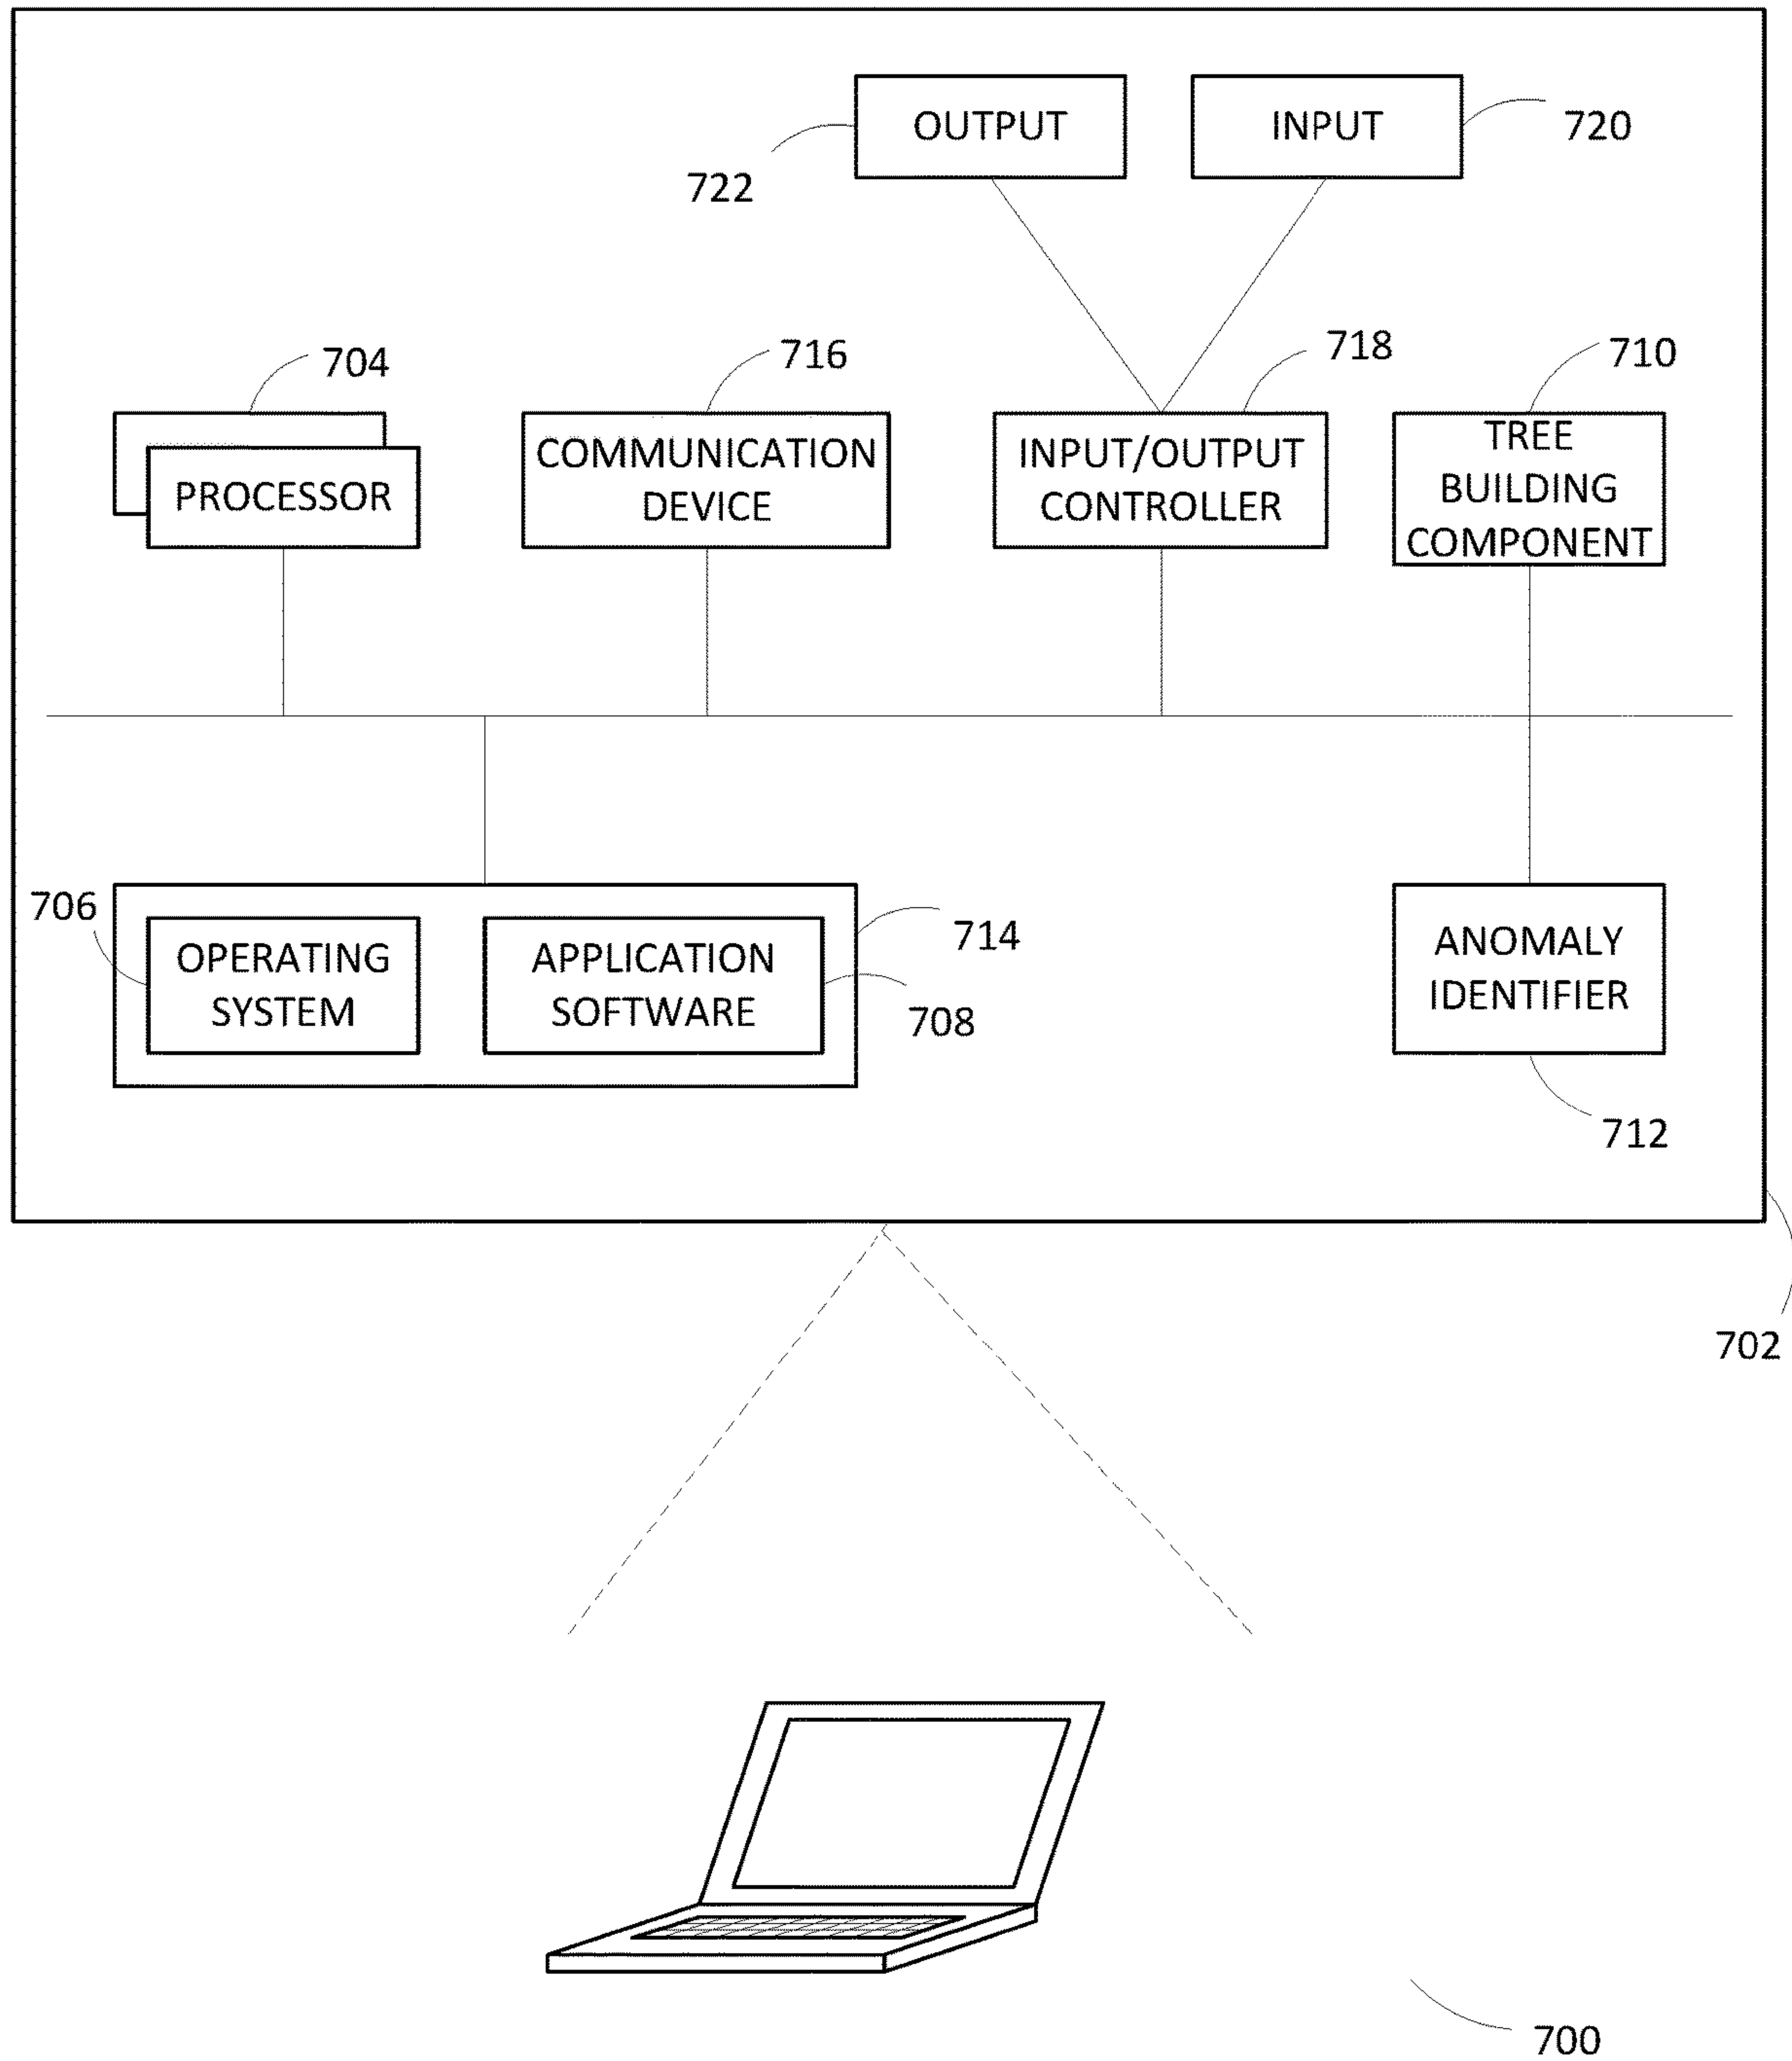 OUTPUT
INPUT
720
722
704
716
718
710
PROCESSOR
COMMUNICATION
DEVICE
INPUT/OUTPUT
CONTROLLER
TREE
BUILDING
COMPONENT
706
OPERATING
SYSTEM
APPLICATION
SOFTWARE
714
708
ANOMALY
IDENTIFIER
712
702
700